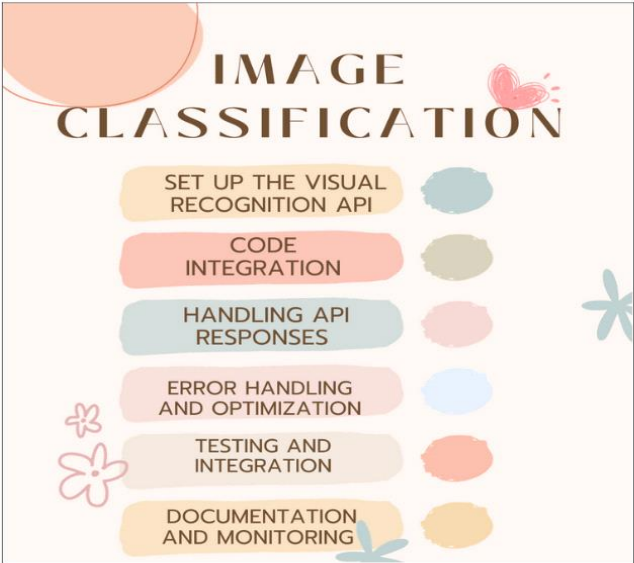 IMAGE
CLASSIFICATION
SET UP THE VISUAL
RECOGNITION API
CODE
INTEGRATION
HANDLING API
RESPONSES
ERROR HANDLING
AND OPTIMIZATION
TESTING AND
INTEGRATION
DOCUMENTATION
AND MONITORING